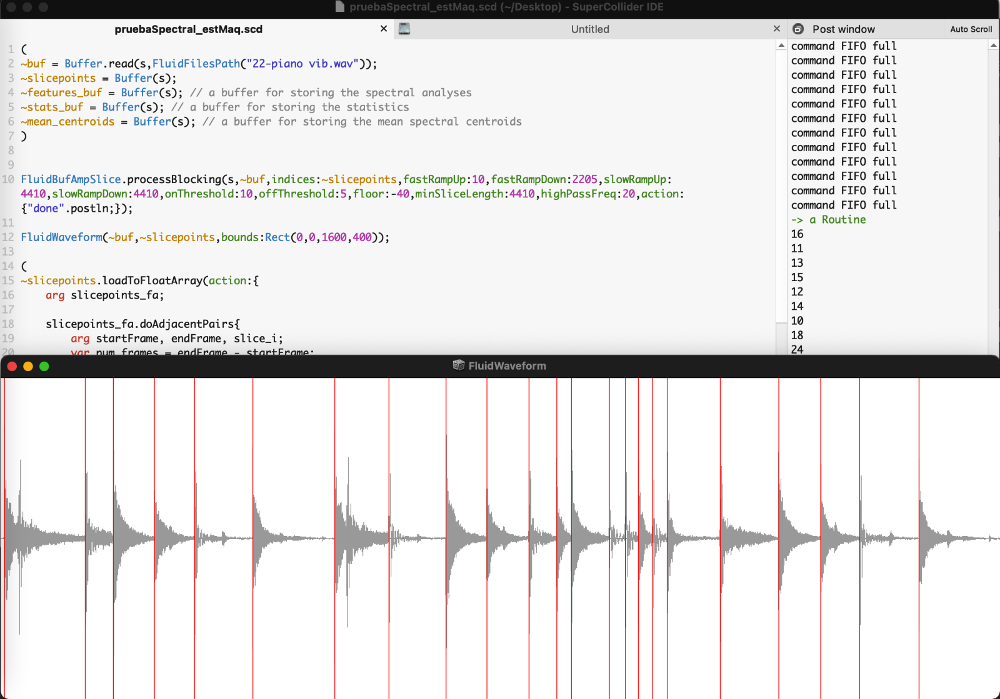 pruebaSpectral_estMaq.scd (~/Desktop) - SuperCollider IDE
pruebaSpectral_estMaq.scd
Untitled
Post window
Auto Scroll
1 (
2 ~buf = Buffer.read(s,FluidFilesPath("22-piano vib.wav"));
3 ~slicepoints = Buffer(s);
4 ~features_buf = Buffer(s); // a buffer for storing the spectral analyses
5 ~stats_buf = Buffer(s); // a buffer for storing the statistics
6 ~mean_centroids = Buffer(s); // a buffer for storing the mean spectral centroids
7 )
8
9
10 FluidBufAmpSlice.processBlocking(s,~buf,indices:~slicepoints,fastRampUp:10,fastRampDown:2205,slowRampUp:
4410,slowRampDown:4410,onThreshold:10,offThreshold:5,floor:-40,minSliceLength:4410,highPassFreq:20,action:
{"done".postln;});
11
12 FluidWaveform(~buf,~slicepoints,bounds:Rect(0,0,1600,400));
13
14 (
15 ~slicepoints.loadToFloatArray(action:{
16 arg slicepoints_fa;
17
18 slicepoints_fa.doAdjacentPairs{
19 arg startFrame, endFrame, slice_i;
20 var num_frames = endFrame - startFrame;
command FIFO full
command FIFO full
command FIFO full
command FIFO full
command FIFO full
command FIFO full
command FIFO full
command FIFO full
command FIFO full
command FIFO full
command FIFO full
command FIFO full
-> a Routine
16
11
13
15
12
14
10
18
24
FluidWaveform